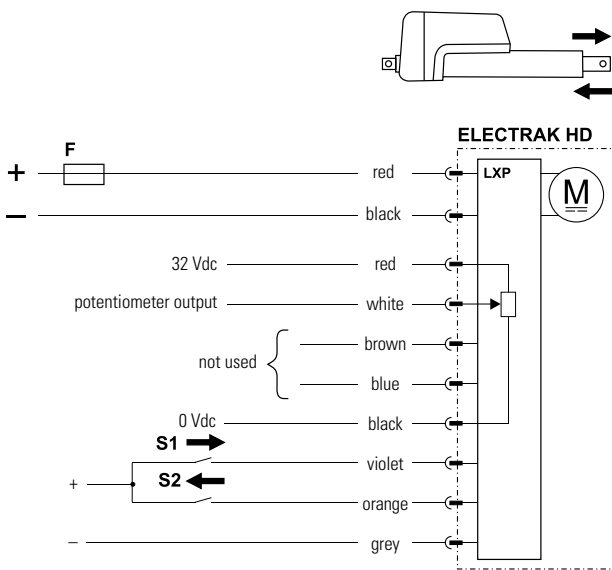 ELECTRAK HD
F
LXP
+ red
M
− black
32 Vdc red
potentiometer output white
not used
brown
blue
0 Vdc black
S1
violet
S2
+
orange
− grey